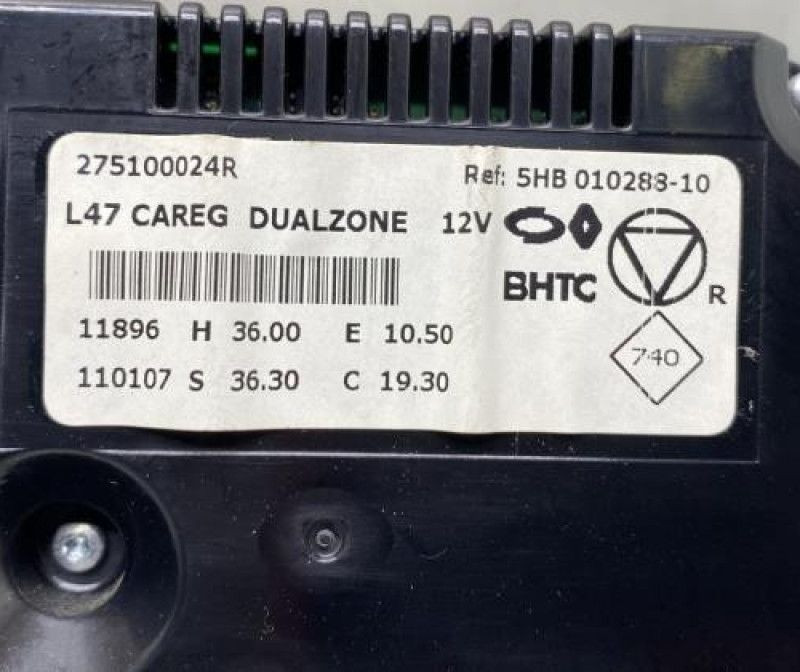 275100024R Ref: 5HB 010288-10
L47 CAREG DUALZONE 12V
BHTC
R
11896 H 36.00 E 10.50
740
110107 S 36.30 C 19.30